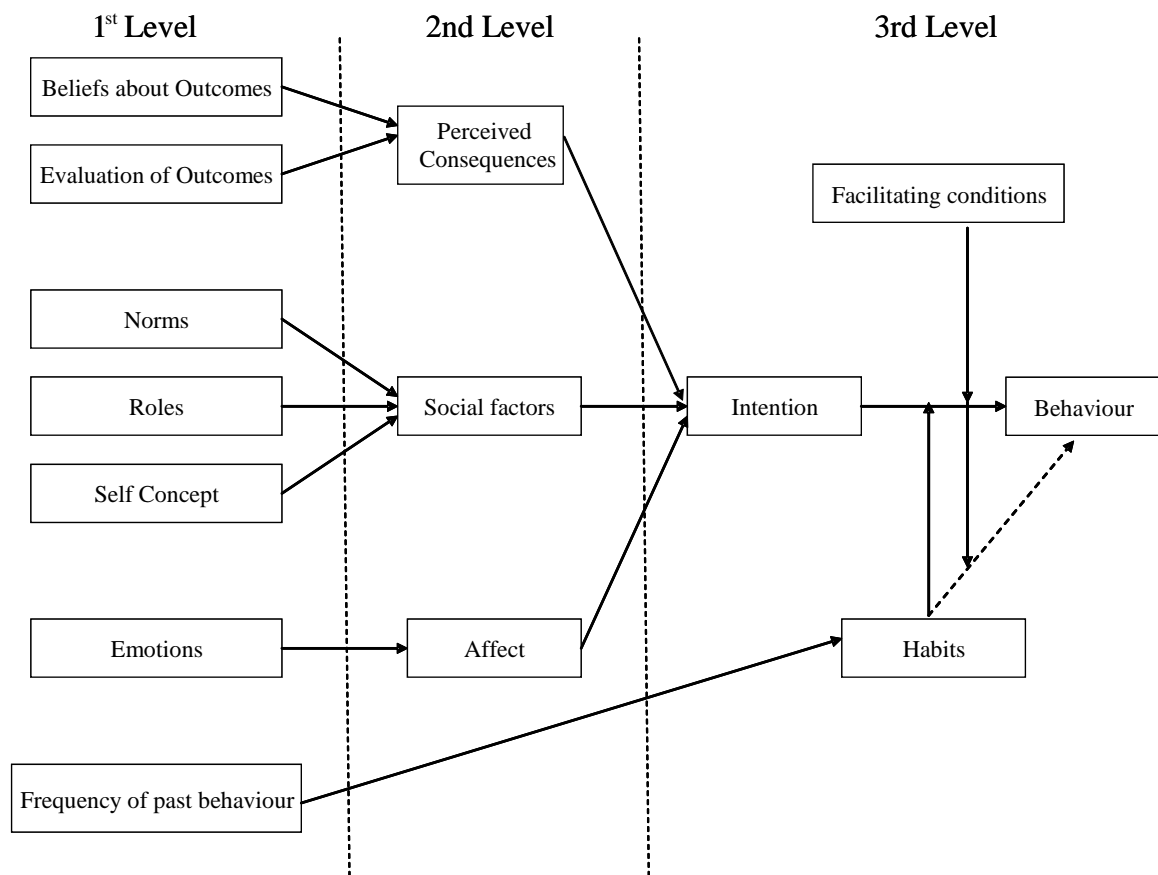 1st Level
2nd Level
3rd Level
Beliefs about Outcomes
Evaluation of Outcomes
Perceived
Consequences
Facilitating conditions
Norms
Roles
Social factors
Intention
Behaviour
Self Concept
Emotions
Affect
Habits
Frequency of past behaviour